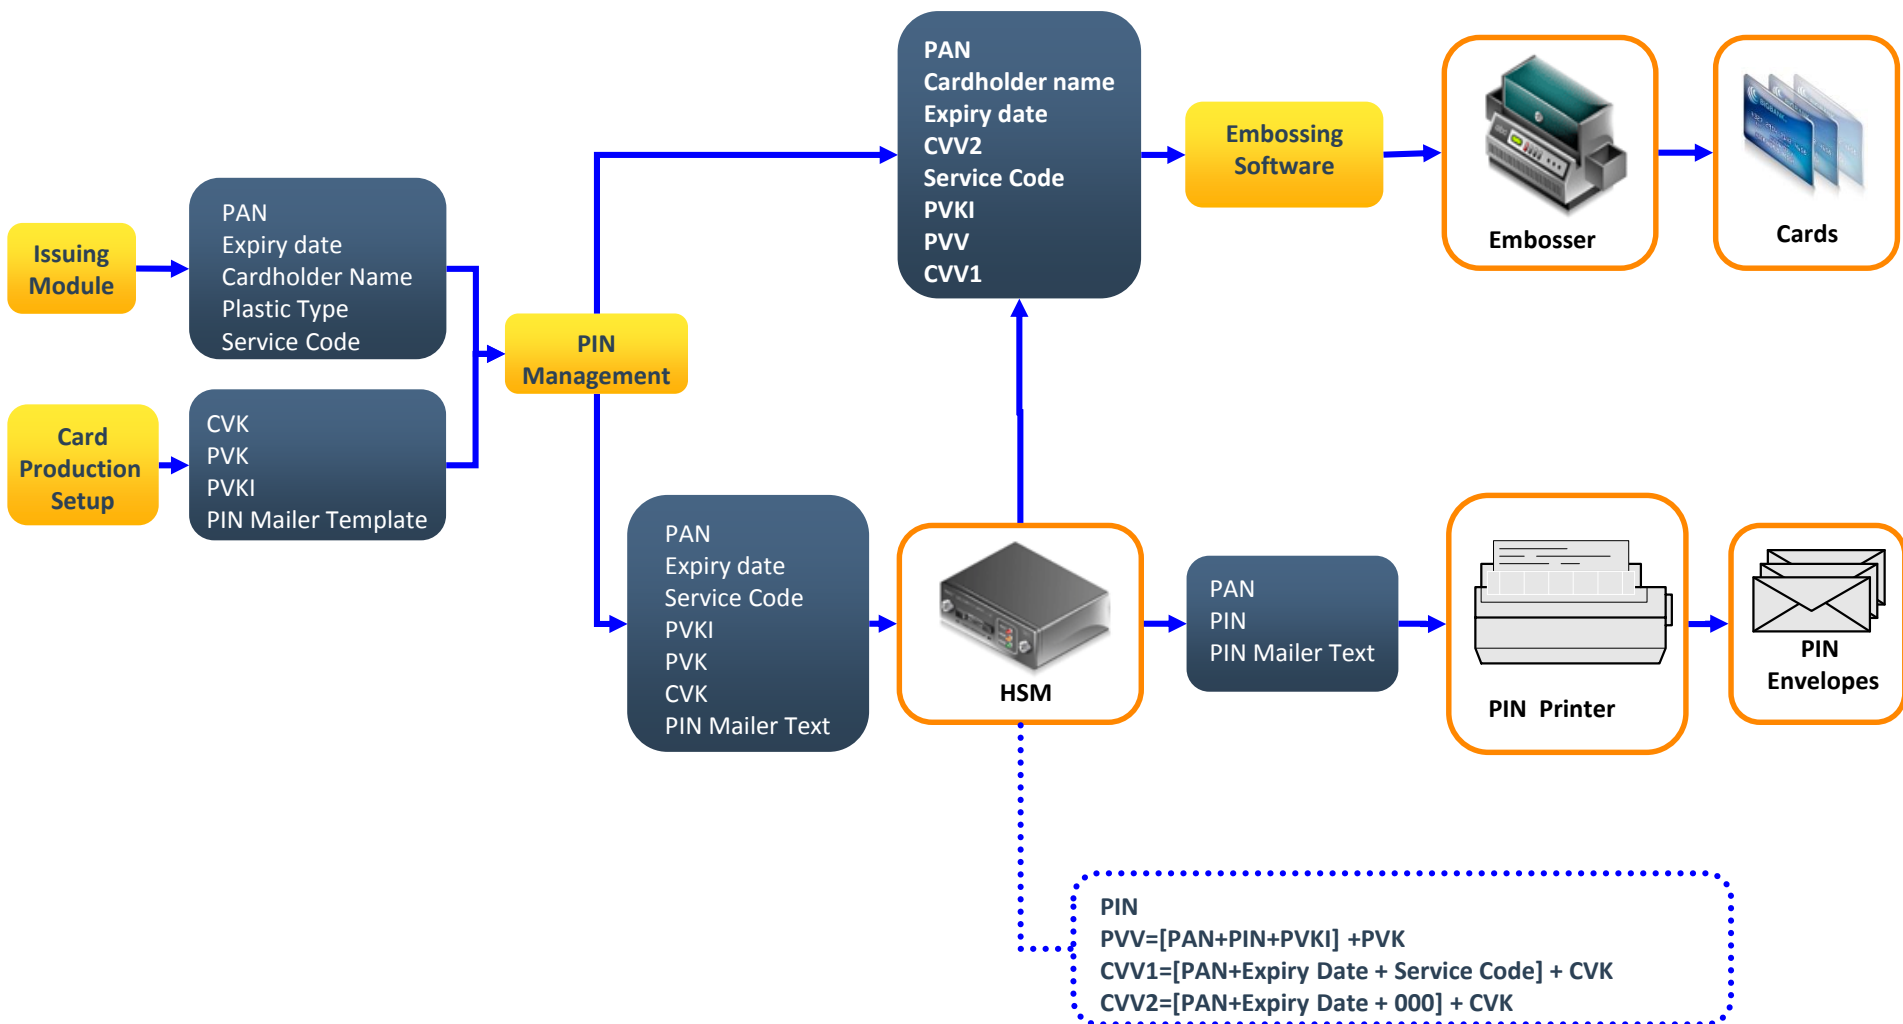 PAN
Cardholder name
Expiry date
CVV2
Service Code
PVKI
PVV
CVV1
Embossing
Software
Embosser
Cards
Issuing
Module
PAN
Expiry date
Cardholder Name
Plastic Type
Service Code
PIN
Management
Card
Production
Setup
CVK
PVK
PVKI
PIN Mailer Template
PAN
Expiry date
Service Code
PVKI
PVK
CVK
PIN Mailer Text
HSM
PAN
PIN
PIN Mailer Text
PIN Printer
PIN
Envelopes
PIN
PVV=[PAN+PIN+PVKI] +PVK
CVV1=[PAN+Expiry Date + Service Code] + CVK
CVV2=[PAN+Expiry Date + 000] + CVK